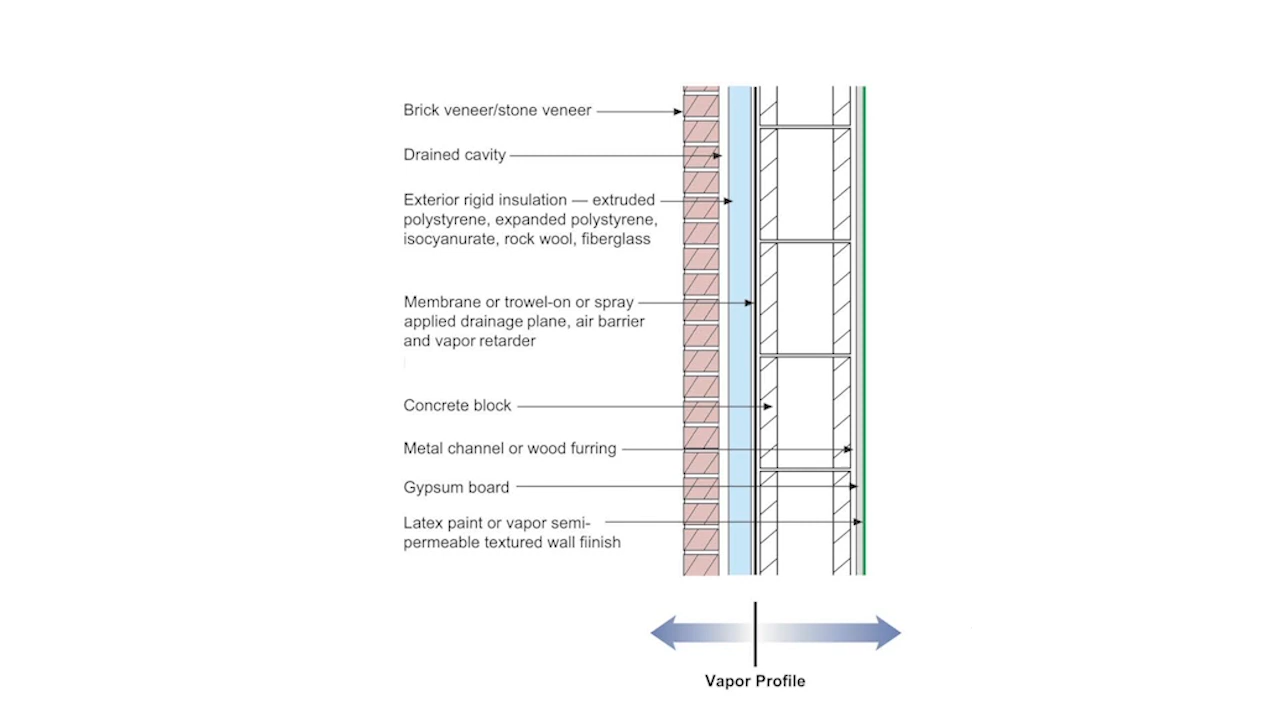 Brick veneer/stone veneer
Drained cavity
Exterior rigid insulation — extruded
polystyrene, expanded polystyrene,
isocyanurate, rock wool, fiberglass
Membrane or trowel-on or spray
applied drainage plane, air barrier
and vapor retarder
Concrete block
Metal channel or wood furring
Gypsum board
Latex paint or vapor semi-
permeable textured wall fiinish
Vapor Profile